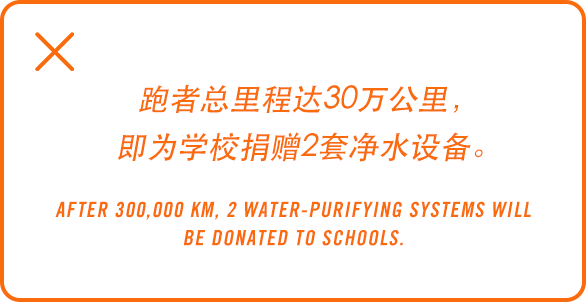 跑者总里程达30万公里，
即为学校捐赠2套净水设备。
AFTER 300,000 KM, 2 WATER-PURIFYING SYSTEMS WILL
BE DONATED TO SCHOOLS.